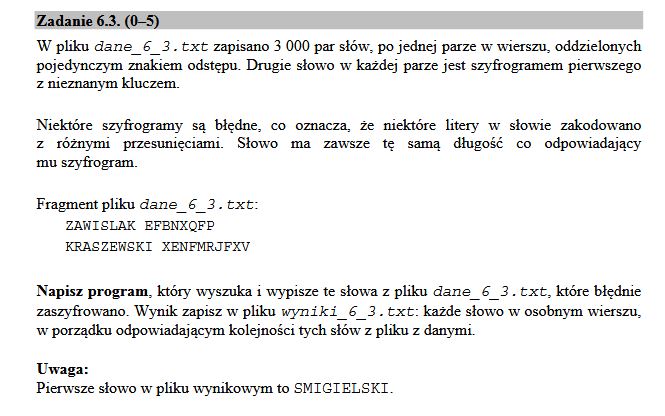 Zadanie 6.3. (0–5)
W pliku dane_6_3.txt zapisano 3 000 par słów, po jednej parze w wierszu, oddzielonych
pojedynczym znakiem odstępu. Drugie słowo w każdej parze jest szyfrogramem pierwszego
z nieznanym kluczem.
Niektóre szyfrogramy są błędne, co oznacza, że niektóre litery w słowie zakodowano
z różnymi przesunięciami. Słowo ma zawsze tę samą długość co odpowiadający
mu szyfrogram.
Fragment pliku dane_6_3.txt:
ZAWISLAK EFBNXQFP
KRASZEWSKI XENFMRJFXV
Napisz program, który wyszuka i wypisze te słowa z pliku dane_6_3.txt, które błędnie
zaszyfrowano. Wynik zapisz w pliku wyniki_6_3.txt: każde słowo w osobnym wierszu,
w porządku odpowiadającym kolejności tych słów z pliku z danymi.
Uwaga:
Pierwsze słowo w pliku wynikowym to SMIGIELSKI.